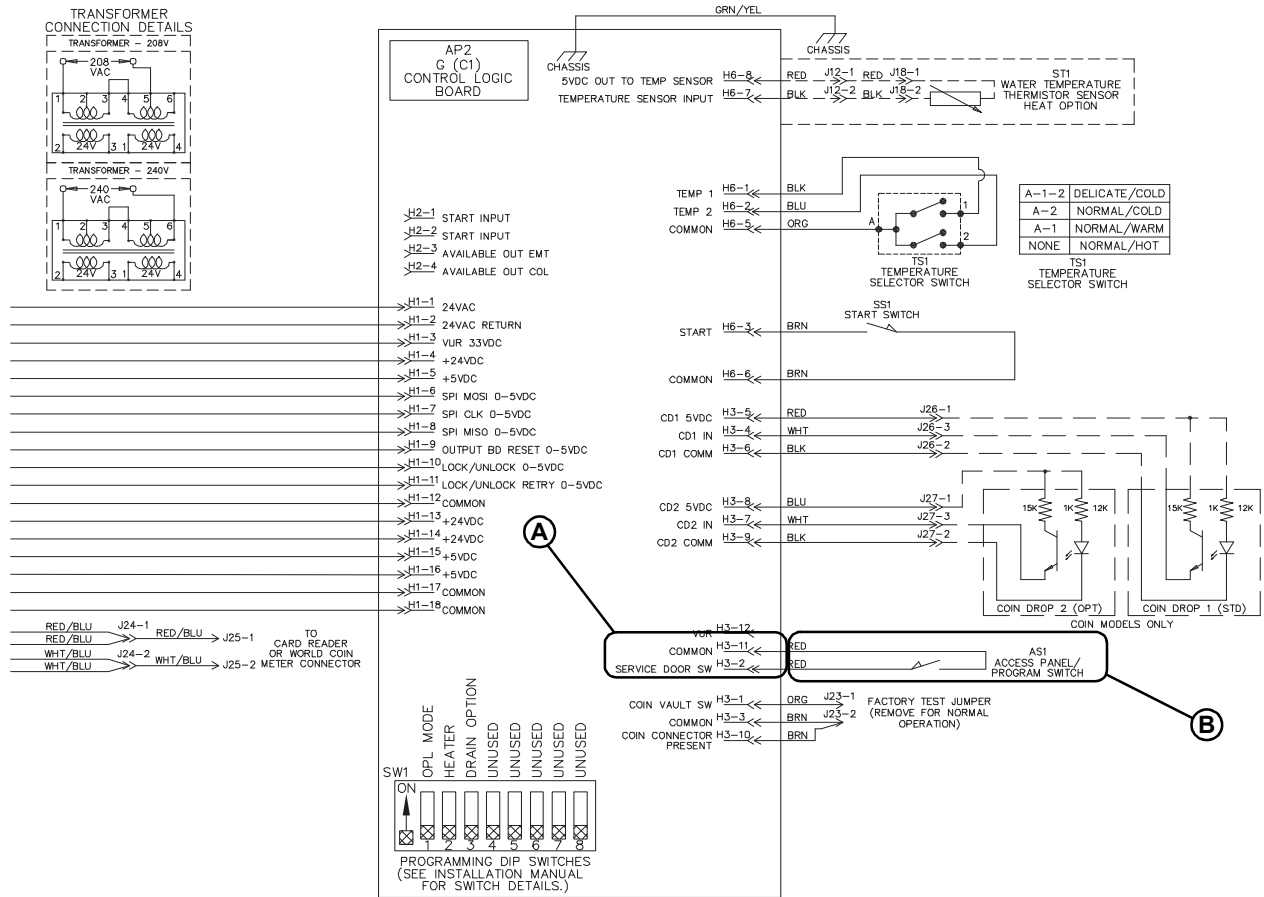 TRANSFORMER
CONNECTION DETAILS
TRANSFORMER - 208V
208
VAC
1 2 3 4 5 6
24V 24V
2 3 1 4
TRANSFORMER - 240V
240
VAC
1 2 3 4 5 6
24V 24V
2 3 1 4
GRN/YEL
CHASSIS
CHASSIS
AP2
G (C1)
CONTROL LOGIC
BOARD
5VDC OUT TO TEMP SENSOR H6-8 RED J12-1 RED J18-1
TEMPERATURE SENSOR INPUT H6-7 BLK J12-2 BLK J18-2
ST1
WATER TEMPERATURE
THERMISTOR SENSOR
HEAT OPTION
TEMP 1 H6-1 BLK
TEMP 2 H6-2 BLU
COMMON H6-5 ORG
A
1
2
TS1
TEMPERATURE
SELECTOR SWITCH
A-1-2 DELICATE/COLD
A-2 NORMAL/COLD
A-1 NORMAL/WARM
NONE NORMAL/HOT
TS1
TEMPERATURE
SELECTOR SWITCH
H2-1 START INPUT
H2-2 START INPUT
H2-3 AVAILABLE OUT EMT
H2-4 AVAILABLE OUT COL
H1-1 24VAC
H1-2 24VAC RETURN
H1-3 VUR 33VDC
H1-4 +24VDC
H1-5 +5VDC
H1-6 SPI MOSI 0-5VDC
H1-7 SPI CLK 0-5VDC
H1-8 SPI MISO 0-5VDC
H1-9 OUTPUT BD RESET 0-5VDC
H1-10 LOCK/UNLOCK 0-5VDC
H1-11 LOCK/UNLOCK RETRY 0-5VDC
H1-12 COMMON
H1-13 +24VDC
H1-14 +24VDC
H1-15 +5VDC
H1-16 +5VDC
H1-17 COMMON
H1-18 COMMON
SS1
START SWITCH
START H6-3 BRN
COMMON H6-6 BRN
CD1 5VDC H3-5 RED J26-1
CD1 IN H3-4 WHT J26-3
CD1 COMM H3-6 BLK J26-2
CD2 5VDC H3-8 BLU J27-1
CD2 IN H3-7 WHT J27-3
CD2 COMM H3-9 BLK J27-2
15K 1K 12K
15K 1K 12K
COIN DROP 2 (OPT)
COIN DROP 1 (STD)
COIN MODELS ONLY
A
RED/BLU J24-1
RED/BLU
RED/BLU J25-1
WHT/BLU J24-2
WHT/BLU
WHT/BLU J25-2
TO
CARD READER
OR WORLD COIN
METER CONNECTOR
VUR H3-12
COMMON H3-11 RED
SERVICE DOOR SW H3-2 RED
AS1
ACCESS PANEL/
PROGRAM SWITCH
B
COIN VAULT SW H3-1 ORG J23-1
COMMON H3-3 BRN J23-2
COIN CONNECTOR
PRESENT H3-10 BRN
FACTORY TEST JUMPER
(REMOVE FOR NORMAL
OPERATION)
SW1
ON
OPL MODE
HEATER
DRAIN OPTION
UNUSED
UNUSED
UNUSED
UNUSED
UNUSED
1 2 3 4 5 6 7 8
PROGRAMMING DIP SWITCHES
(SEE INSTALLATION MANUAL
FOR SWITCH DETAILS.)